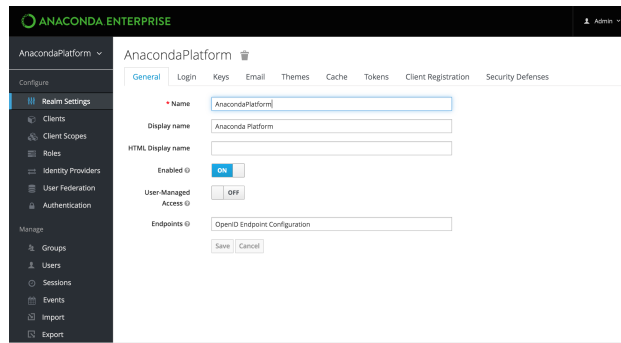 ANACONDA. ENTERPRISE
Admin
AnacondaPlatform
Configure
Realm Settings
Clients
Client Scopes
Roles
Identity Providers
User Federation
Authentication
Manage
Groups
Users
Sessions
Events
Import
Export
AnacondaPlatform
General Login Keys Email Themes Cache Tokens Client Registration Security Defenses
* Name AnacondaPlatform
Display name Anaconda Platform
HTML Display name
Enabled ON
User-Managed
Access OFF
Endpoints OpenID Endpoint Configuration
Save Cancel